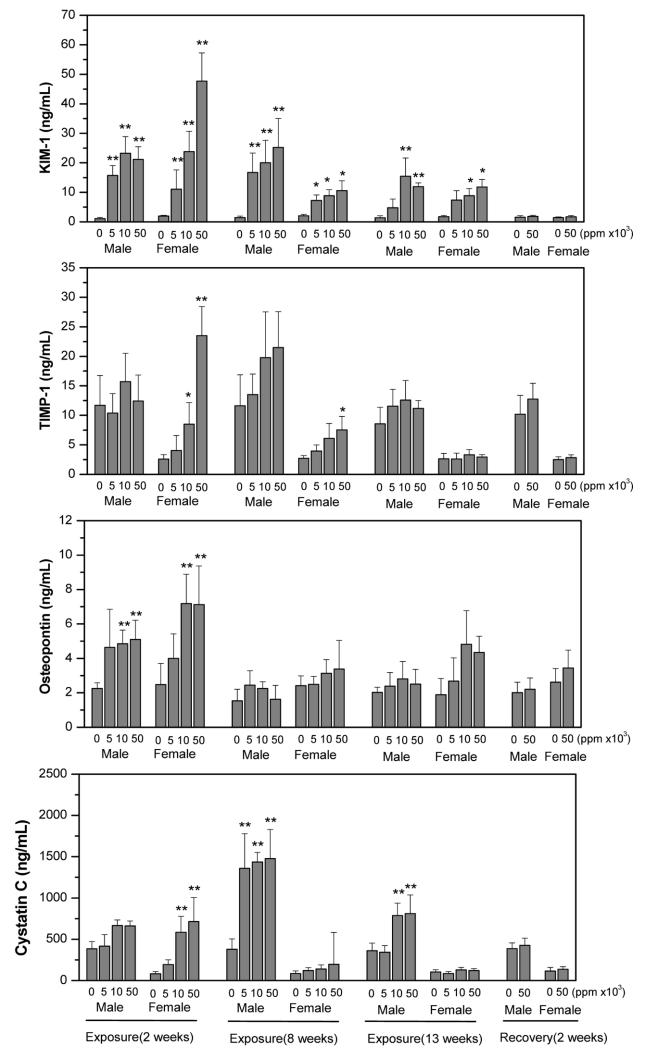 KIM-1 (ng/mL)
70
60
50
40
30
20
10
0
** ** ** ** ** ** ** ** ** * * * ** ** * *
0 5 10 50 0 5 10 50 0 5 10 50 0 5 10 50 0 5 10 50 0 5 10 50 0 50 0 50 (ppm x10³)
Male Female Male Female Male Female Male Female
TIMP-1 (ng/mL)
35
30
25
20
15
10
5
0
* ** *
0 5 10 50 0 5 10 50 0 5 10 50 0 5 10 50 0 5 10 50 0 5 10 50 0 50 0 50 (ppm x10³)
Male Female Male Female Male Female Male Female
Osteopontin (ng/mL)
12
10
8
6
4
2
0
** ** ** **
0 5 10 50 0 5 10 50 0 5 10 50 0 5 10 50 0 5 10 50 0 5 10 50 0 50 0 50 (ppm x10³)
Male Female Male Female Male Female Male Female
Cystatin C (ng/mL)
2500
2000
1500
1000
500
0
** ** ** ** ** ** **
0 5 10 50 0 5 10 50 0 5 10 50 0 5 10 50 0 5 10 50 0 5 10 50 0 50 0 50 (ppm x10³)
Male Female Male Female Male Female Male Female
Exposure(2 weeks) Exposure(8 weeks) Exposure(13 weeks) Recovery(2 weeks)